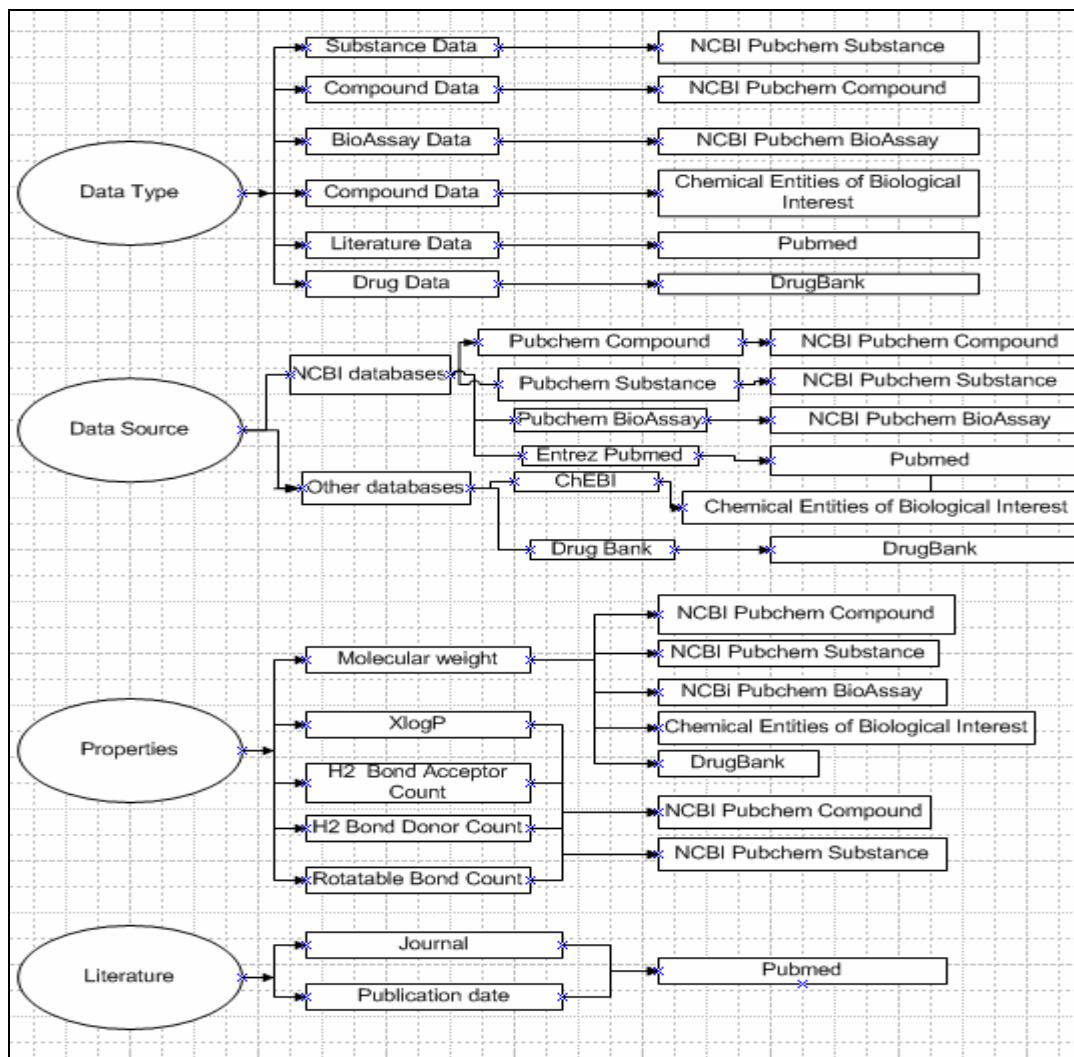 Substance Data
NCBI Pubchem Substance
Compound Data
NCBI Pubchem Compound
BioAssay Data
NCBI Pubchem BioAssay
Data Type
Compound Data
Chemical Entities of Biological
Interest
Literature Data
Pubmed
Drug Data
DrugBank
Pubchem Compound
NCBI Pubchem Compound
NCBI databases
Pubchem Substance
NCBI Pubchem Substance
Data Source
Pubchem BioAssay
NCBI Pubchem BioAssay
Entrez Pubmed
Pubmed
Other databases
ChEBI
Chemical Entities of Biological Interest
Drug Bank
DrugBank
NCBI Pubchem Compound
Molecular weight
NCBI Pubchem Substance
NCBi Pubchem BioAssay
XlogP
Chemical Entities of Biological Interest
Properties
DrugBank
H2 Bond Acceptor
Count
NCBI Pubchem Compound
H2 Bond Donor Count
NCBI Pubchem Substance
Rotatable Bond Count
Journal
Literature
Pubmed
Publication date